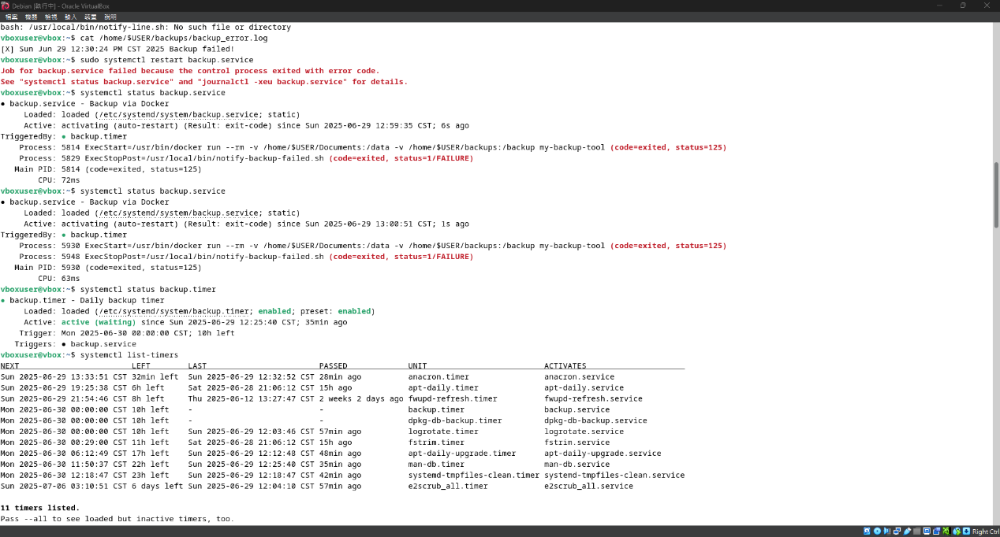 Debian [執行中] - Oracle VirtualBox
檔案 機器 檢視 輸入 裝置 說明
bash: /usr/local/bin/notify-line.sh: No such file or directory
vboxuser@vbox:~$ cat /home/$USER/backups/backup_error.log
[X] Sun Jun 29 12:30:24 PM CST 2025 Backup failed!
vboxuser@vbox:~$ sudo systemctl restart backup.service
Job for backup.service failed because the control process exited with error code.
See "systemctl status backup.service" and "journalctl -xeu backup.service" for details.
vboxuser@vbox:~$ systemctl status backup.service
● backup.service - Backup via Docker
     Loaded: loaded (/etc/systemd/system/backup.service; static)
     Active: activating (auto-restart) (Result: exit-code) since Sun 2025-06-29 12:59:35 CST; 6s ago
TriggeredBy: ● backup.timer
    Process: 5814 ExecStart=/usr/bin/docker run --rm -v /home/$USER/Documents:/data -v /home/$USER/backups:/backup my-backup-tool (code=exited, status=125)
    Process: 5829 ExecStopPost=/usr/local/bin/notify-backup-failed.sh (code=exited, status=1/FAILURE)
   Main PID: 5814 (code=exited, status=125)
        CPU: 72ms
vboxuser@vbox:~$ systemctl status backup.service
● backup.service - Backup via Docker
     Loaded: loaded (/etc/systemd/system/backup.service; static)
     Active: activating (auto-restart) (Result: exit-code) since Sun 2025-06-29 13:00:51 CST; 1s ago
TriggeredBy: ● backup.timer
    Process: 5930 ExecStart=/usr/bin/docker run --rm -v /home/$USER/Documents:/data -v /home/$USER/backups:/backup my-backup-tool (code=exited, status=125)
    Process: 5948 ExecStopPost=/usr/local/bin/notify-backup-failed.sh (code=exited, status=1/FAILURE)
   Main PID: 5930 (code=exited, status=125)
        CPU: 63ms
vboxuser@vbox:~$ systemctl status backup.timer
● backup.timer - Daily backup timer
     Loaded: loaded (/etc/systemd/system/backup.timer; enabled; preset: enabled)
     Active: active (waiting) since Sun 2025-06-29 12:25:40 CST; 35min ago
    Trigger: Mon 2025-06-30 00:00:00 CST; 10h left
   Triggers: ● backup.service
vboxuser@vbox:~$ systemctl list-timers
NEXT                        LEFT        LAST                        PASSED             UNIT                         ACTIVATES
Sun 2025-06-29 13:33:51 CST 32min left  Sun 2025-06-29 12:32:52 CST 28min ago          anacron.timer                anacron.service
Sun 2025-06-29 19:25:38 CST 6h left     Sat 2025-06-28 21:06:12 CST 15h ago            apt-daily.timer              apt-daily.service
Sun 2025-06-29 21:54:46 CST 8h left     Thu 2025-06-12 13:27:47 CST 2 weeks 2 days ago fwupd-refresh.timer          fwupd-refresh.service
Mon 2025-06-30 00:00:00 CST 10h left    -                           -                  backup.timer                 backup.service
Mon 2025-06-30 00:00:00 CST 10h left    -                           -                  dpkg-db-backup.timer         dpkg-db-backup.service
Mon 2025-06-30 00:00:00 CST 10h left    Sun 2025-06-29 12:03:46 CST 57min ago          logrotate.timer              logrotate.service
Mon 2025-06-30 00:29:00 CST 11h left    Sat 2025-06-28 21:06:12 CST 15h ago            fstrim.timer                 fstrim.service
Mon 2025-06-30 06:12:49 CST 17h left    Sun 2025-06-29 12:12:48 CST 48min ago          apt-daily-upgrade.timer      apt-daily-upgrade.service
Mon 2025-06-30 11:50:37 CST 22h left    Sun 2025-06-29 12:25:40 CST 35min ago          man-db.timer                 man-db.service
Mon 2025-06-30 12:18:47 CST 23h left    Sun 2025-06-29 12:18:47 CST 42min ago          systemd-tmpfiles-clean.timer systemd-tmpfiles-clean.service
Sun 2025-07-06 03:10:51 CST 6 days left Sun 2025-06-29 12:04:10 CST 57min ago          e2scrub_all.timer            e2scrub_all.service
11 timers listed.
Pass --all to see loaded but inactive timers, too.
Right Ctrl